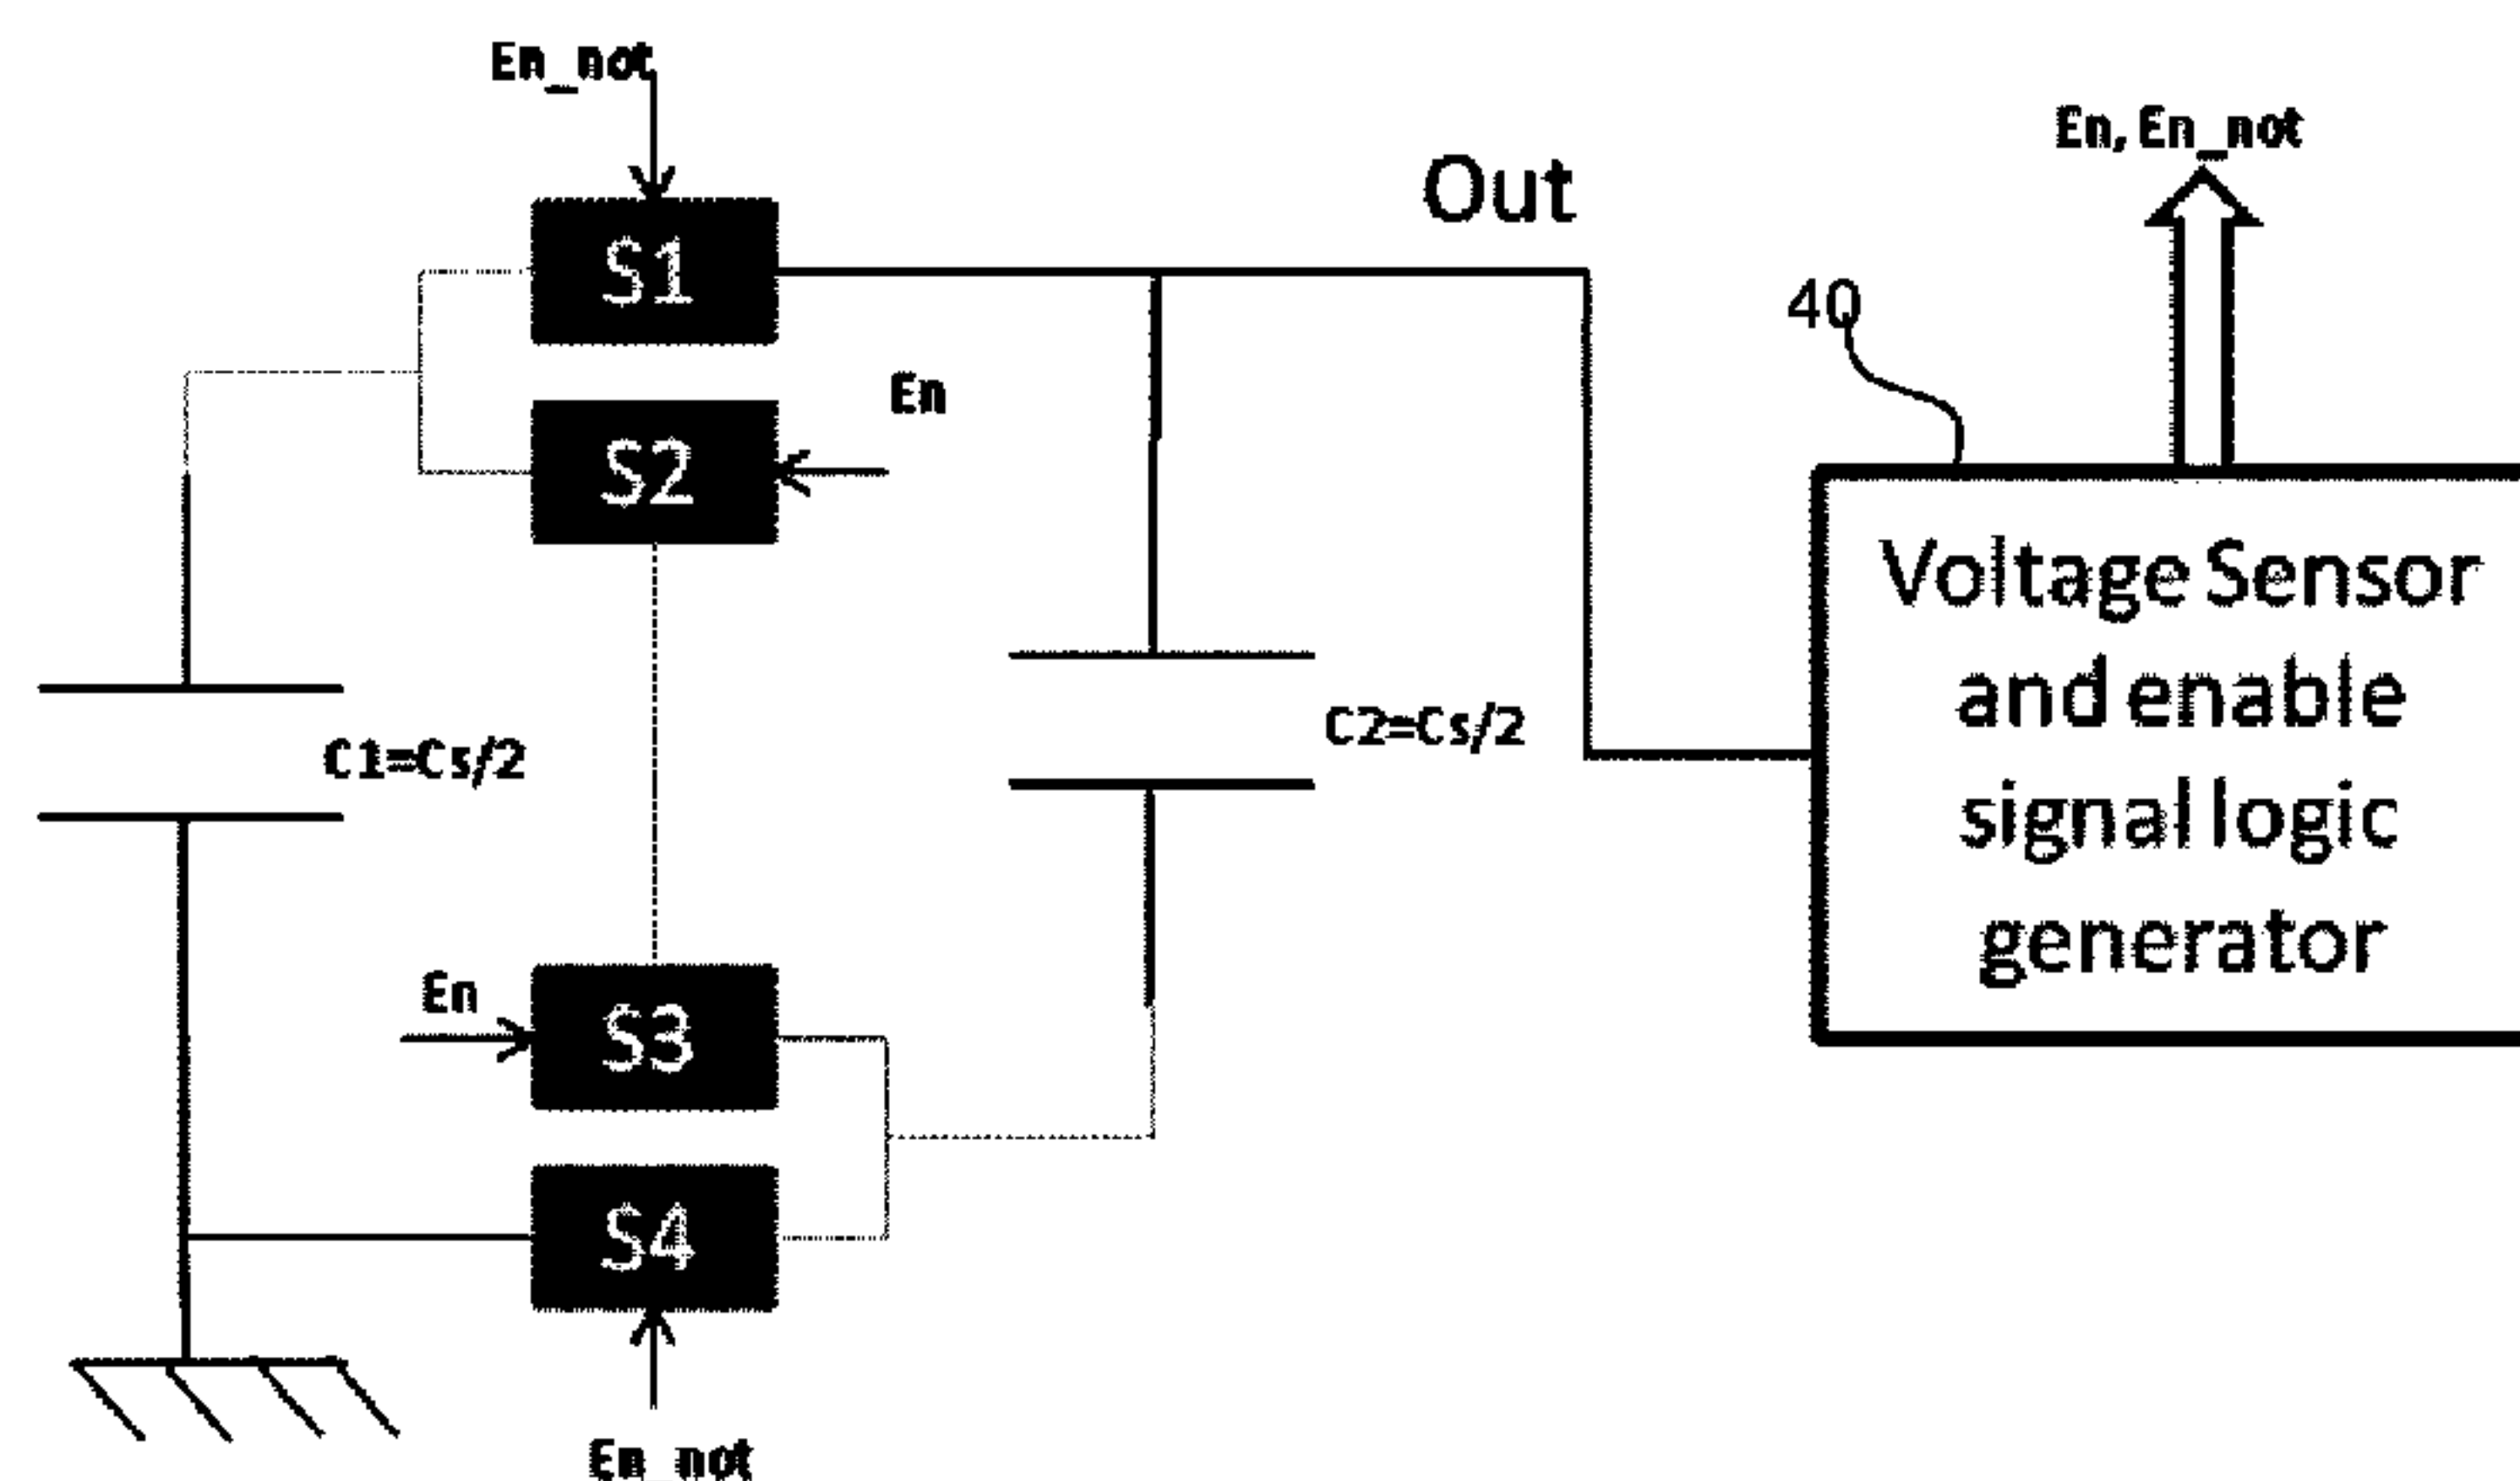 En_not
En, En_not
Out
S1
40
En
S2
Voltage Sensor
and enable
signal logic
generator
C1=Cs/2
C2=Cs/2
En
S3
S4
En_not